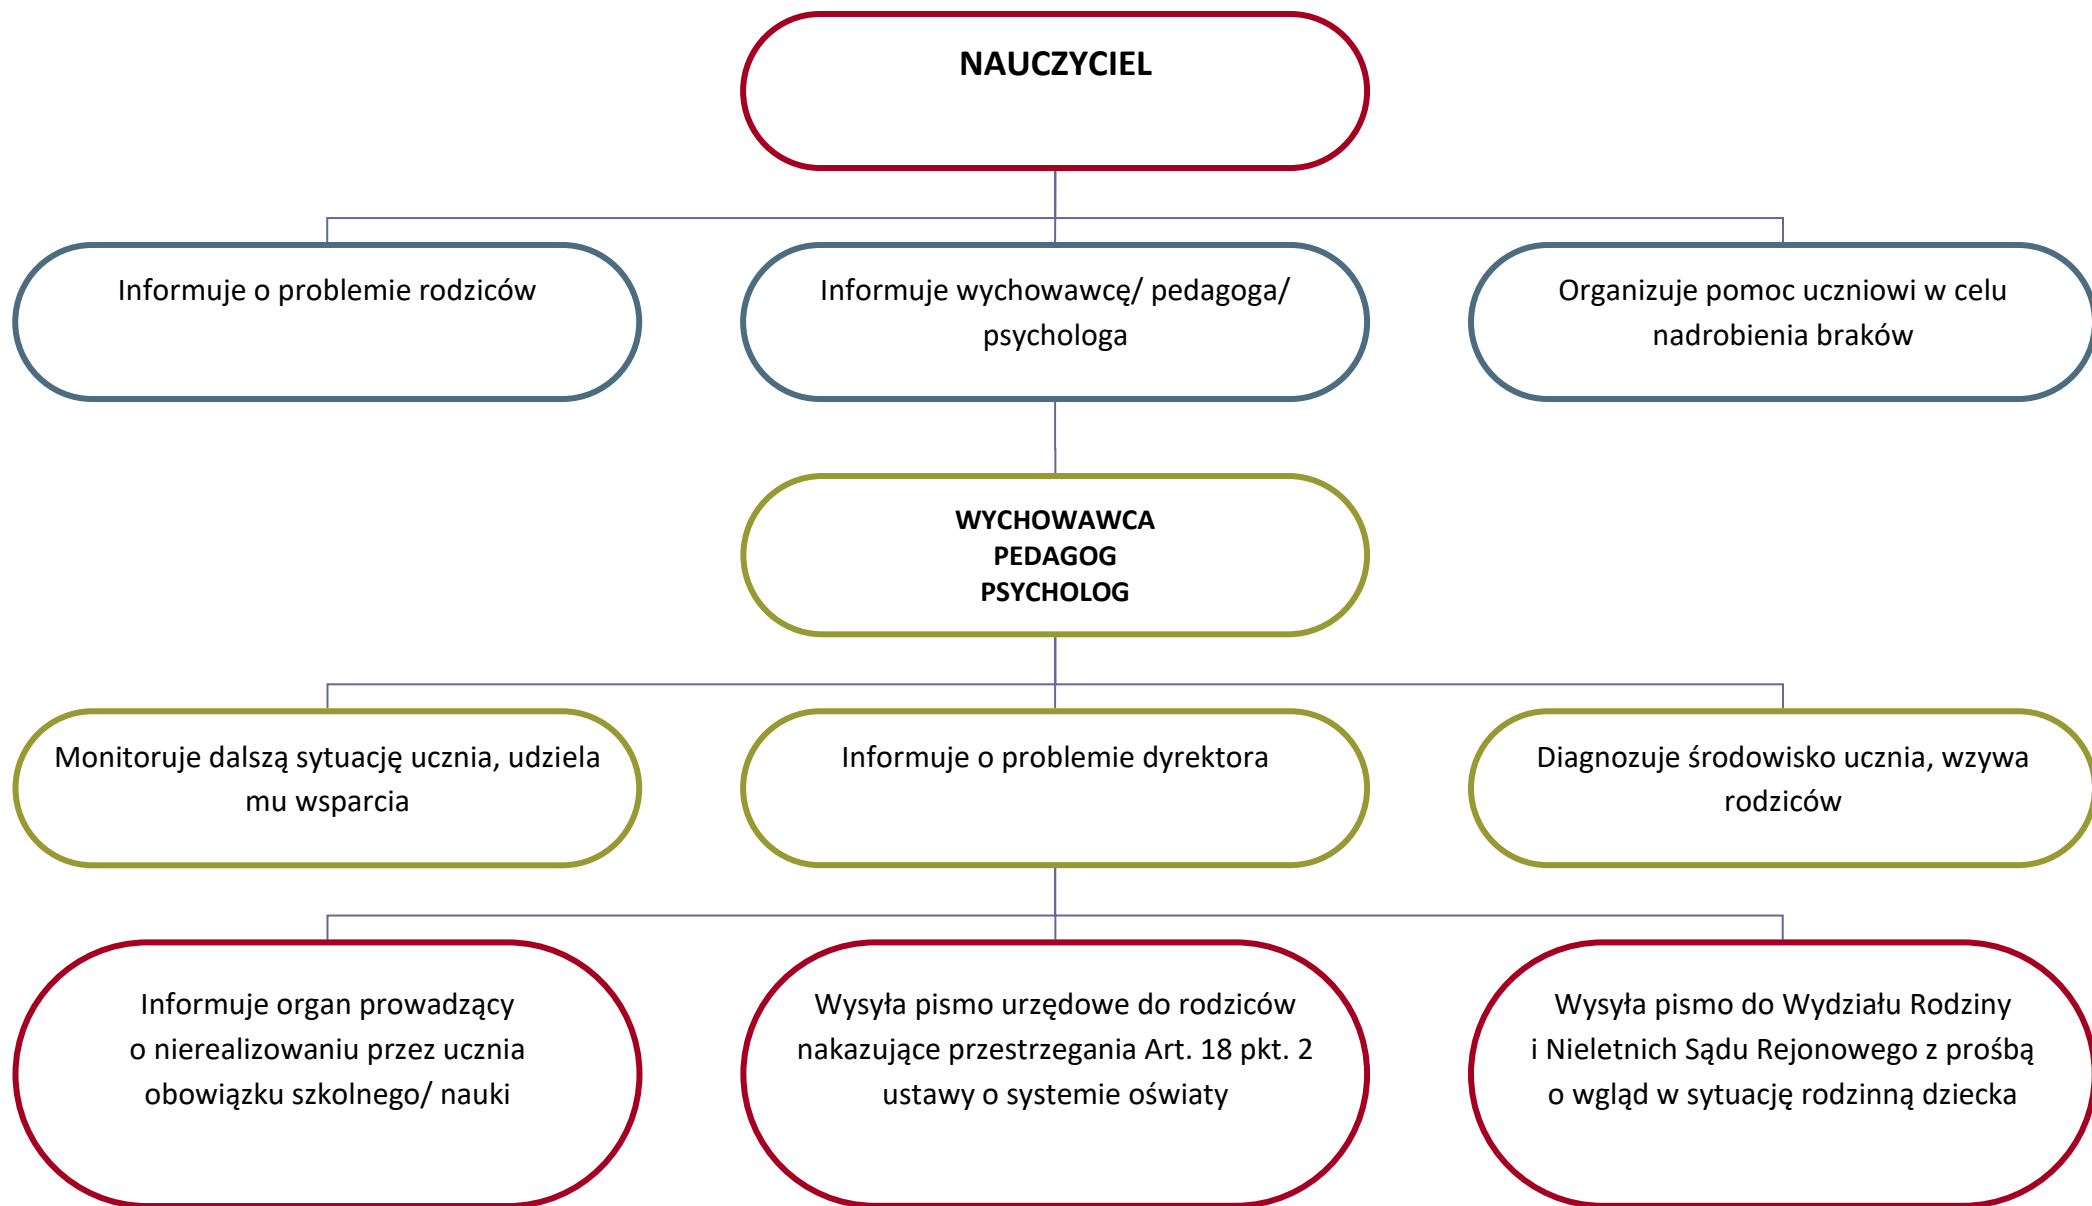 NAUCZYCIEL
Informuje o problemie rodziców
Informuje wychowawcę/ pedagoga/
psychologa
Organizuje pomoc uczniowi w celu
nadrobienia braków
WYCHOWAWCA
PEDAGOG
PSYCHOLOG
Monitoruje dalszą sytuację ucznia, udziela
mu wsparcia
Informuje o problemie dyrektora
Diagnozuje środowisko ucznia, wzywa
rodziców
Informuje organ prowadzący
o nierealizowaniu przez ucznia
obowiązku szkolnego/ nauki
Wysyła pismo urzędowe do rodziców
nakazujące przestrzegania Art. 18 pkt. 2
ustawy o systemie oświaty
Wysyła pismo do Wydziału Rodziny
i Nieletnich Sądu Rejonowego z prośbą
o wgląd w sytuację rodzinną dziecka